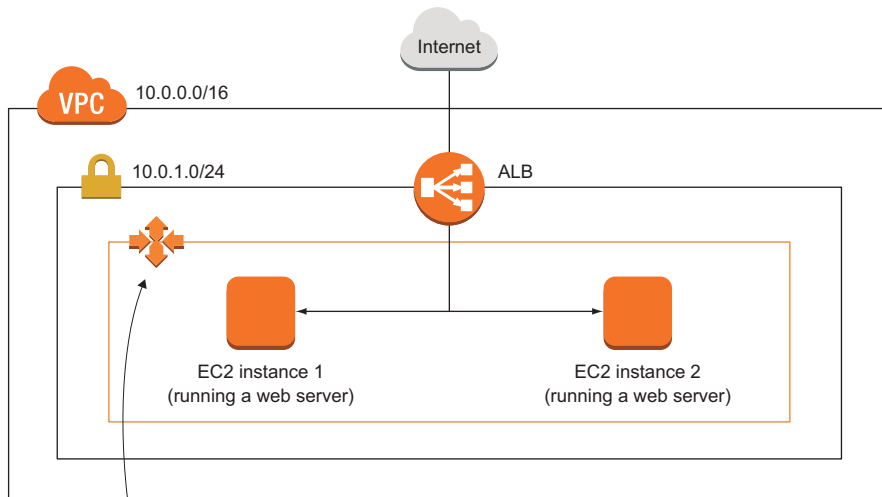 Internet
VPC
10.0.0.0/16
10.0.1.0/24
ALB
EC2 instance 1
(running a web server)
EC2 instance 2
(running a web server)